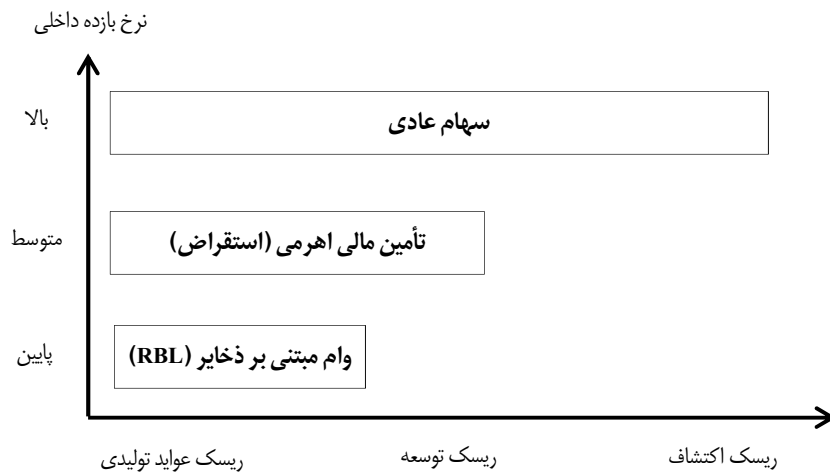 نرخ بازده داخلی
بالا
سهام عادی
متوسط
تأمین مالی اهرمی (استقراض)
پایین
وام مبتنی بر ذخایر (RBL)
ریسک اکتشاف
ریسک توسعه
ریسک عواید تولیدی